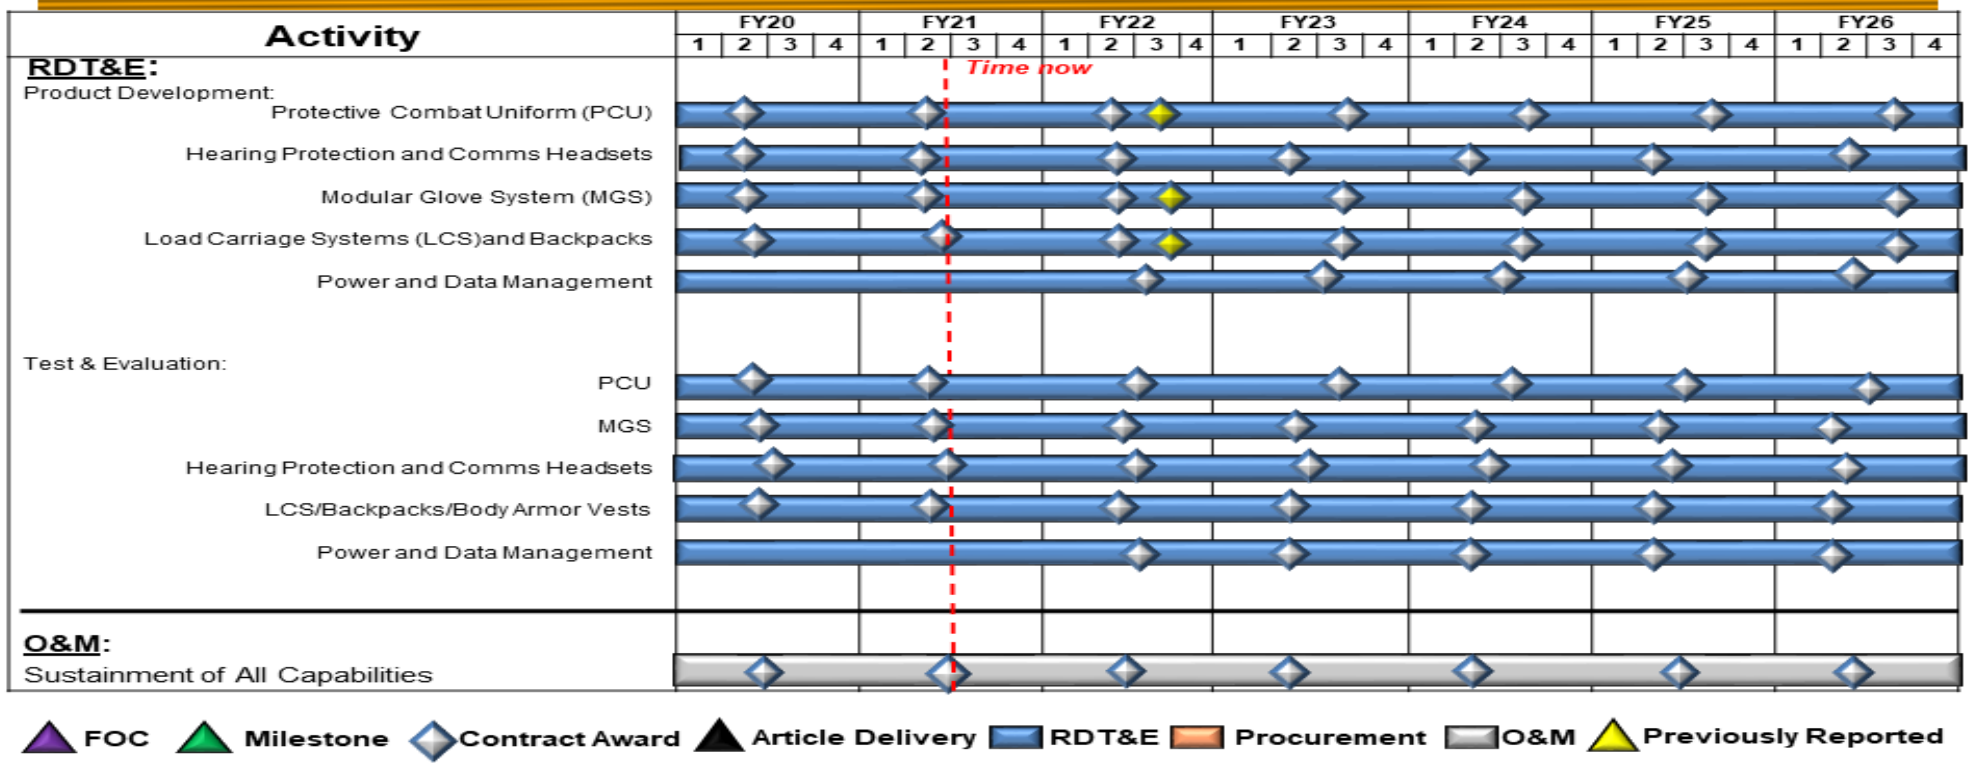 Activity
FY20 FY21 FY22 FY23 FY24 FY25 FY26
1 2 3 4 1 2 3 4 1 2 3 4 1 2 3 4 1 2 3 4 1 2 3 4 1 2 3 4
RDT&E:
Time now
Product Development:
Protective Combat Uniform (PCU)
Hearing Protection and Comms Headsets
Modular Glove System (MGS)
Load Carriage Systems (LCS)and Backpacks
Power and Data Management
Test & Evaluation:
PCU
MGS
Hearing Protection and Comms Headsets
LCS/Backpacks/Body Armor Vests
Power and Data Management
O&M:
Sustainment of All Capabilities
FOC Milestone Contract Award Article Delivery RDT&E Procurement O&M Previously Reported